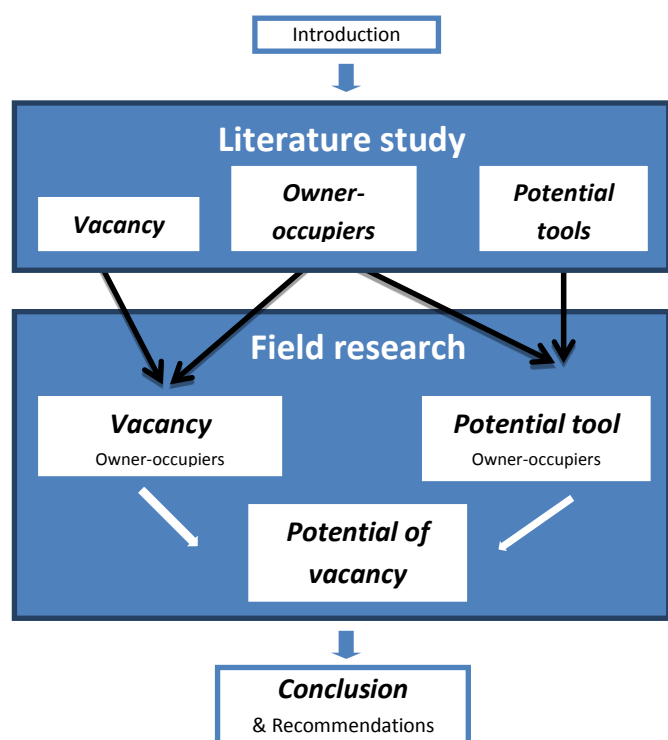 Introduction
Literature study
Vacancy
Owner-
occupiers
Potential
tools
Field research
Vacancy
Owner-occupiers
Potential tool
Owner-occupiers
Potential of
vacancy
Conclusion
& Recommendations